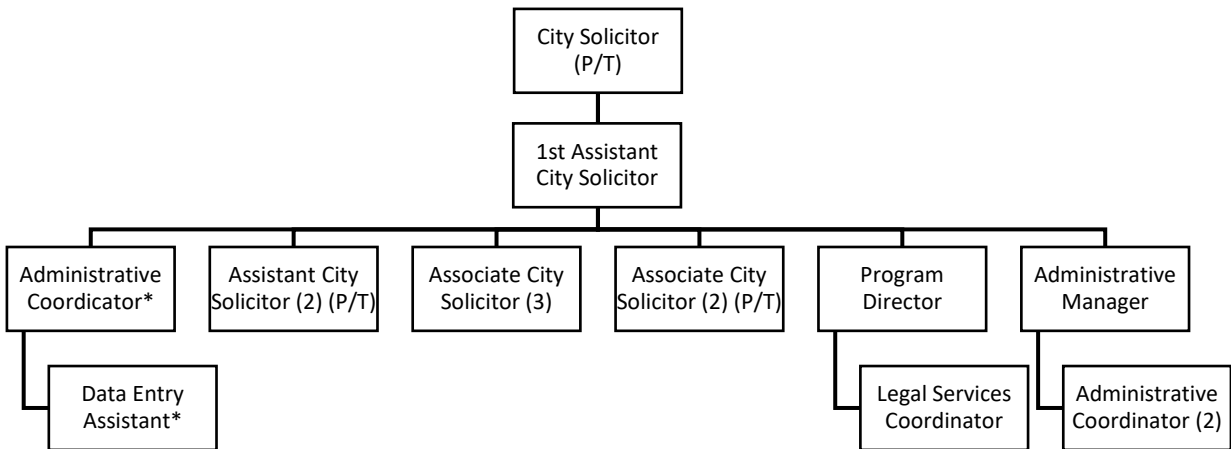 City Solicitor
(P/T)
1st Assistant
City Solicitor
Administrative
Coordicator*
Assistant City
Solicitor (2) (P/T)
Associate City
Solicitor (3)
Associate City
Solicitor (2) (P/T)
Program
Director
Administrative
Manager
Data Entry
Assistant*
Legal Services
Coordinator
Administrative
Coordinator (2)